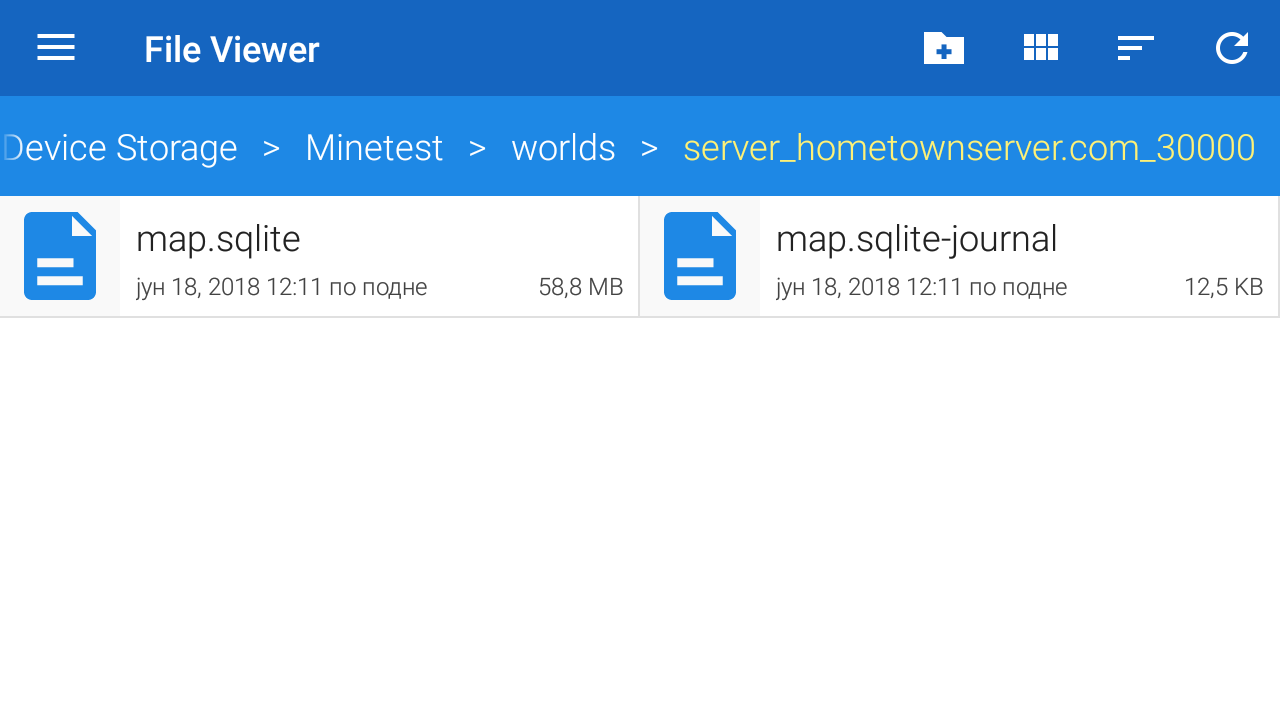 File Viewer
Device Storage > Minetest > worlds > server_hometownserver.com_30000
map.sqlite
јун 18, 2018 12:11 по подне 58,8 MB
map.sqlite-journal
јун 18, 2018 12:11 по подне 12,5 KB